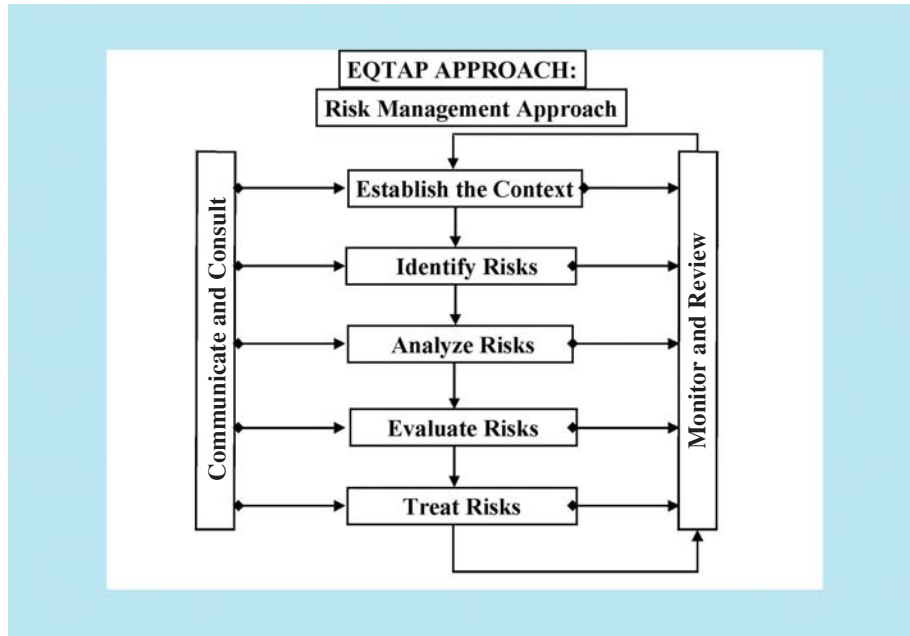 EQTAP APPROACH:
Risk Management Approach
Communicate and Consult
Establish the Context
Identify Risks
Analyze Risks
Evaluate Risks
Treat Risks
Monitor and Review